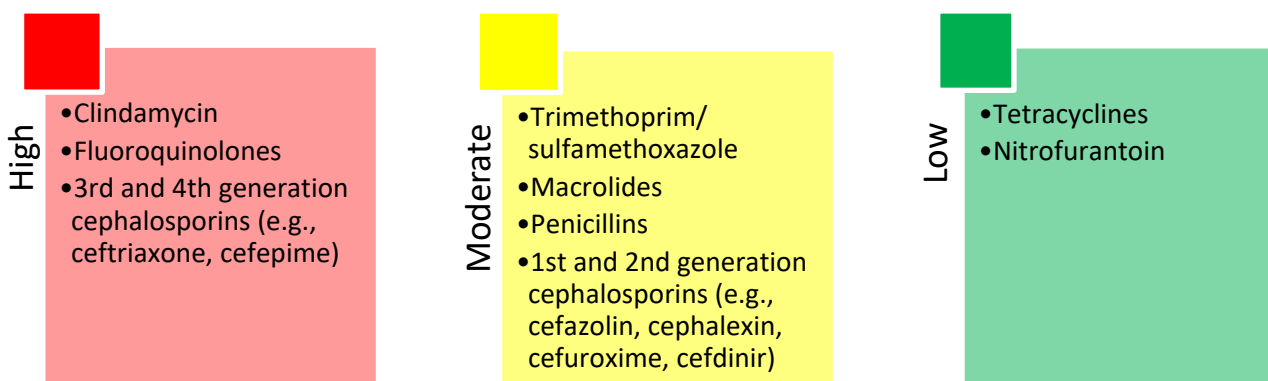 High
•Clindamycin
•Fluoroquinolones
•3rd and 4th generation
cephalosporins (e.g.,
ceftriaxone, cefepime)
Moderate
•Trimethoprim/
sulfamethoxazole
•Macrolides
•Penicillins
•1st and 2nd generation
cephalosporins (e.g.,
cefazolin, cephalexin,
cefuroxime, cefdinir)
Low
•Tetracyclines
•Nitrofurantoin